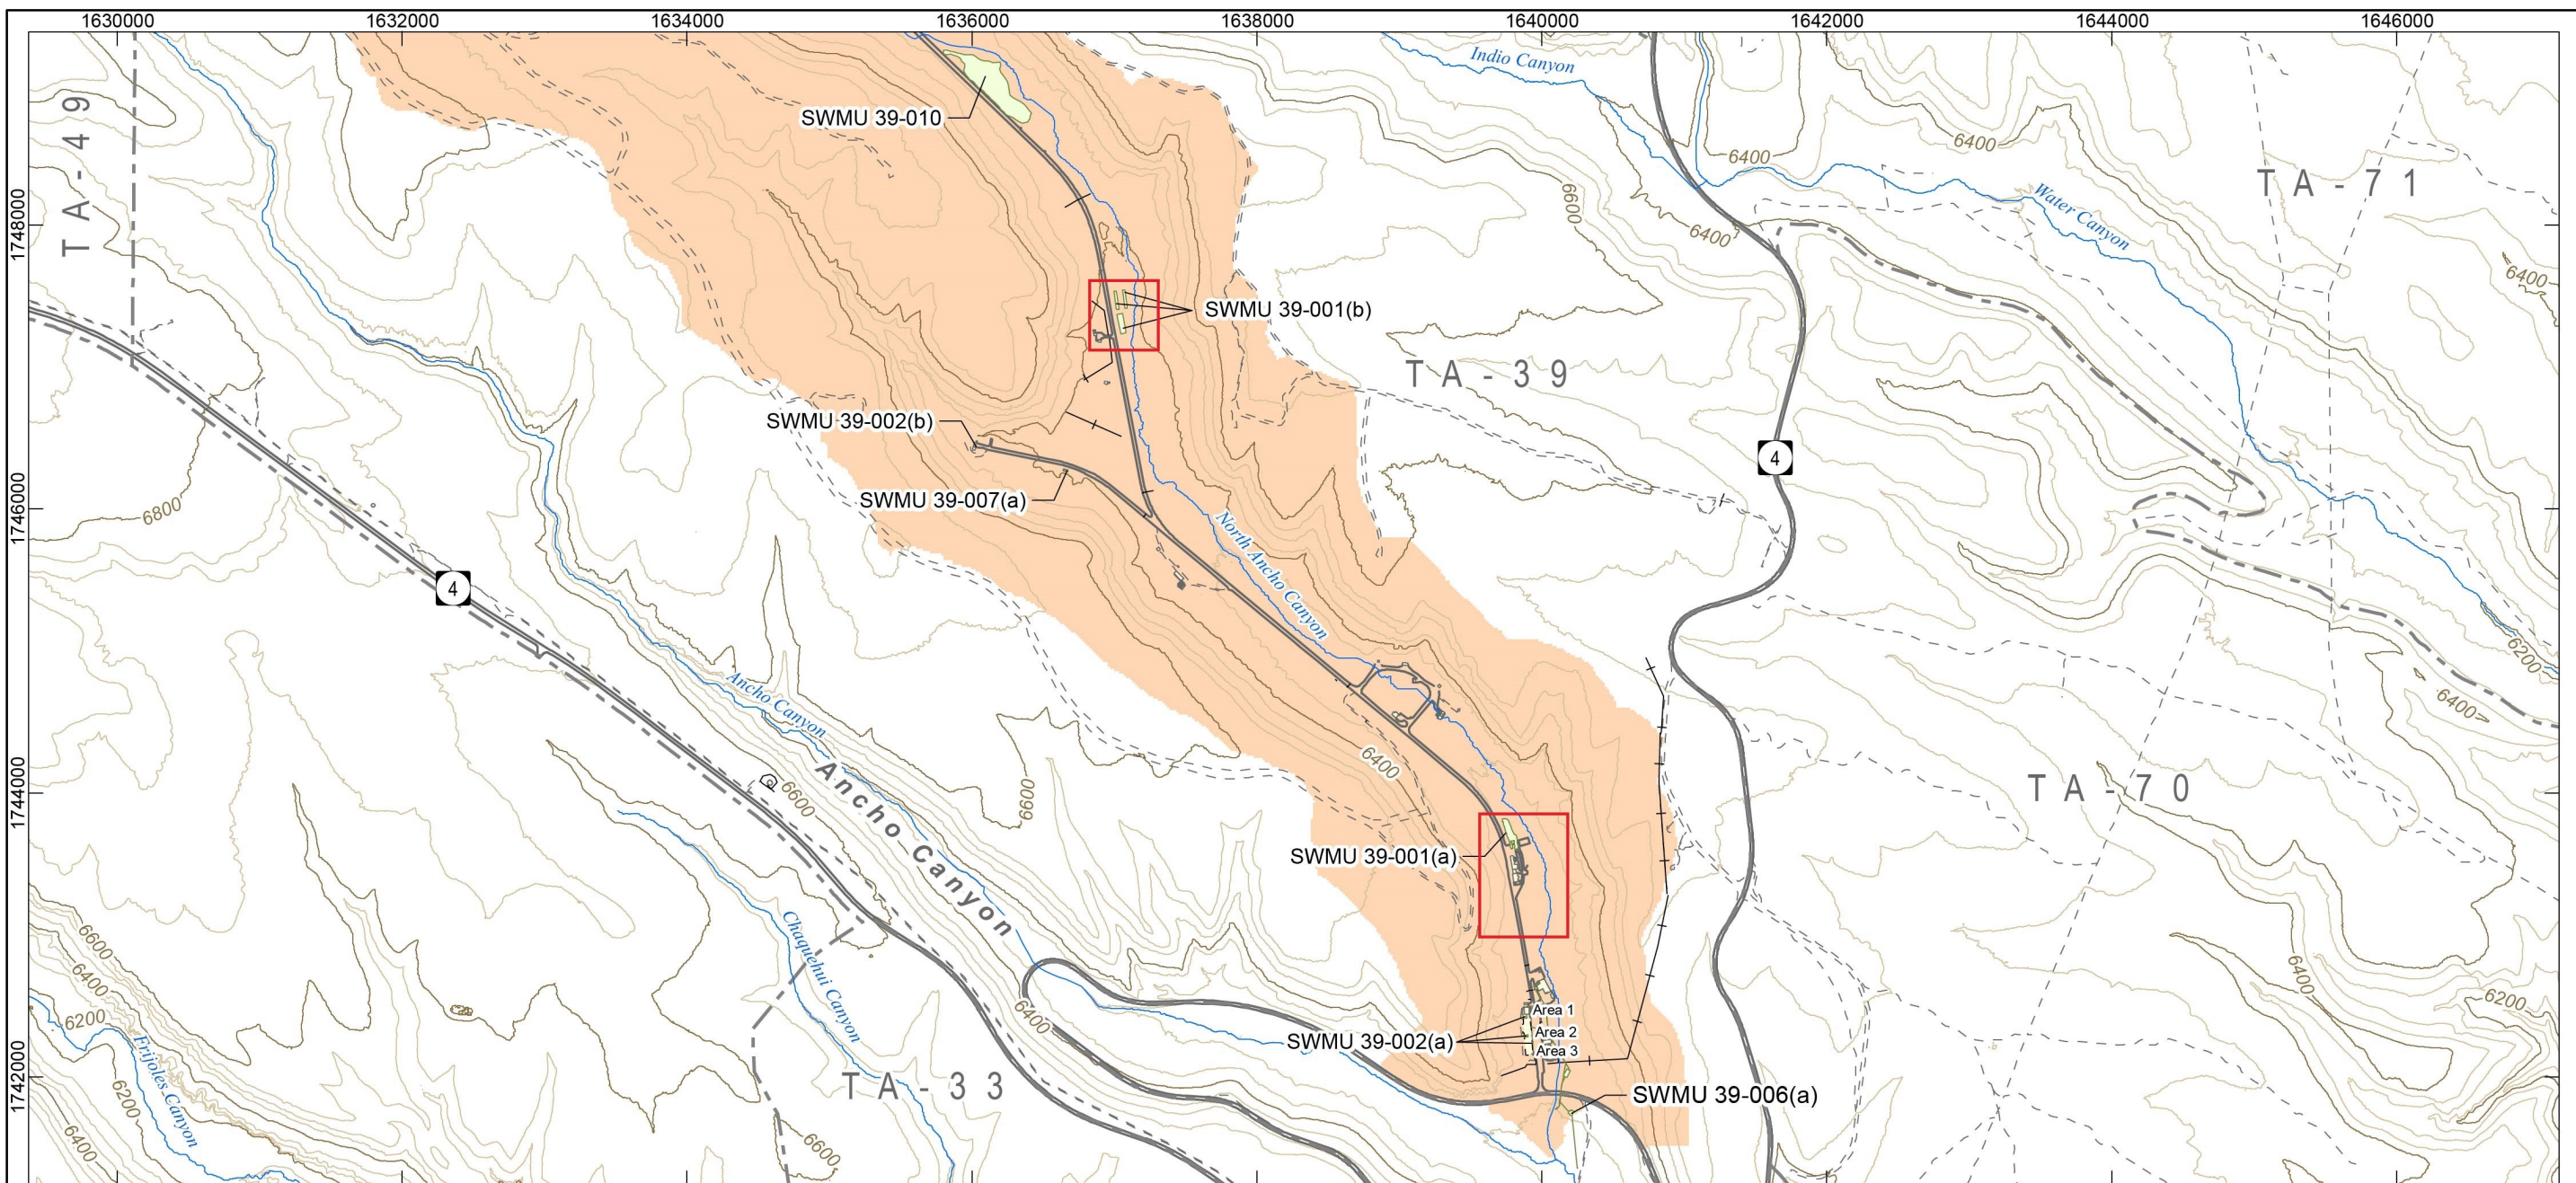 1630000
1632000
1634000
1636000
1638000
1640000
1642000
1644000
1646000
Indio Canyon
TA-49
SWMU 39-010
6400
6400
TA-71
6600
Water Canyon
1748000
6400
6400
SWMU 39-001(b)
TA-39
SWMU 39-002(b)
4
SWMU 39-007(a)
1746000
6800
North Ancho Canyon
4
6200
Ancho Canyon
6400
6400
Ancho Canyon
6600
6600
TA-70
1744000
SWMU 39-001(a)
Chaquehui Canyon
6600
6400
6400
6200
6200
6400
Area 1
Area 2
SWMU 39-002(a)
Area 3
Frijoles Canyon
1742000
TA-33
6200
SWMU 39-006(a)
6400
6600